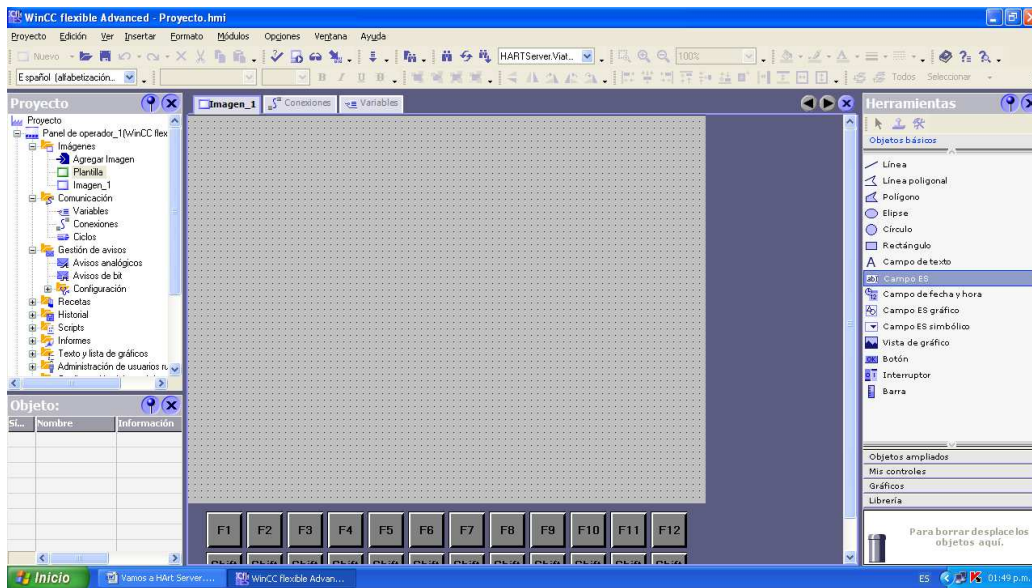 WinCC flexible Advanced - Proyecto.hmi
Proyecto Edición Ver Insertar Formato Módulos Opciones Ventana Ayuda
Nuevo HARTServer.Viat... 100%
Español (alfabetización... Todos Seleccionar
Proyecto
Proyecto
Panel de operador_1(WinCC flex
Imágenes
Agregar Imagen
Plantilla
Imagen_1
Comunicación
Variables
Conexiones
Ciclos
Gestión de avisos
Avisos analógicos
Avisos de bit
Configuración
Recetas
Historial
Scripts
Informes
Texto y lista de gráficos
Administración de usuarios ru
Objeto:
Sí... Nombre Información
Imagen_1 Conexiones Variables
F1 F2 F3 F4 F5 F6 F7 F8 F9 F10 F11 F12
Herramientas
Objetos básicos
Línea
Línea poligonal
Polígono
Elipse
Círculo
Rectángulo
Campo de texto
Campo ES
Campo de fecha y hora
Campo ES gráfico
Campo ES simbólico
Vista de gráfico
Botón
Interruptor
Barra
Objetos ampliados
Mis controles
Gráficos
Librería
Para borrar desplace los
objetos aquí.
Inicio Vamos a HArt Server.... WinCC flexible Advan... ES 01:49 p.m.